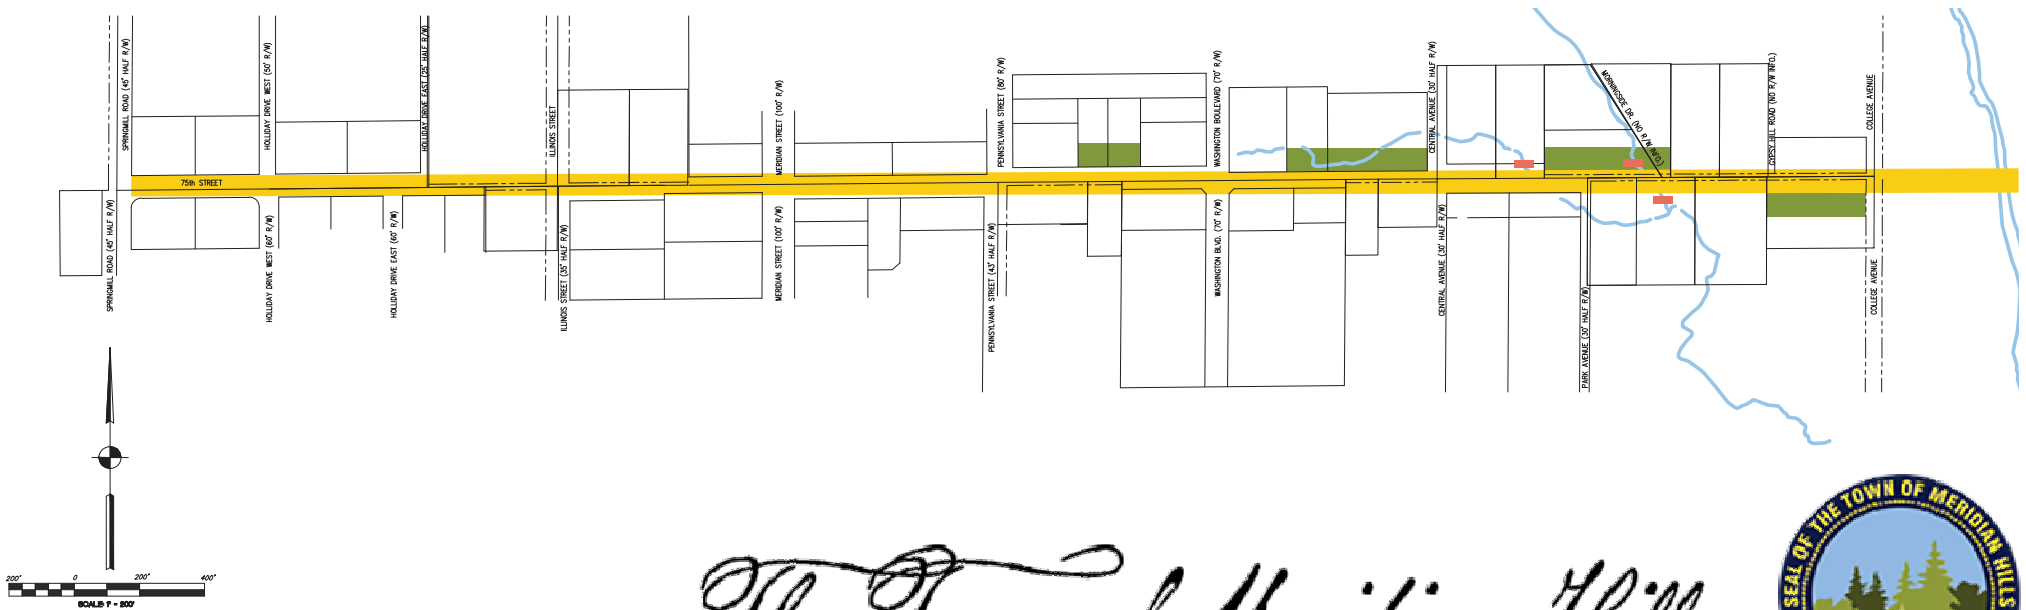 SPRINGMILL ROAD (45' HALF R/W)
HOLLIDAY DRIVE WEST (50' R/W)
HOLLIDAY DRIVE EAST (25' HALF R/W)
ILLINOIS STREET
MERIDIAN STREET (100' R/W)
PENNSYLVANIA STREET (80' R/W)
WASHINGTON BOULEVARD (70' R/W)
CENTRAL AVENUE (30' HALF R/W)
MORNINGSIDE DR. (NO R/W INFO.)
GYPSY HILL ROAD (NO R/W INFO.)
COLLEGE AVENUE
75th STREET
SPRINGMILL ROAD (45' HALF R/W)
HOLLIDAY DRIVE WEST (60' R/W)
HOLLIDAY DRIVE EAST (60' R/W)
ILLINOIS STREET (35' HALF R/W)
MERIDIAN STREET (100' R/W)
PENNSYLVANIA STREET (43' HALF R/W)
WASHINGTON BLVD. (70' R/W)
CENTRAL AVENUE (30' HALF R/W)
PARK AVENUE (30' HALF R/W)
COLLEGE AVENUE
200' 0 200' 400'
SCALE 1" = 200'
SEAL OF THE TOWN OF MERIDIAN HILLS